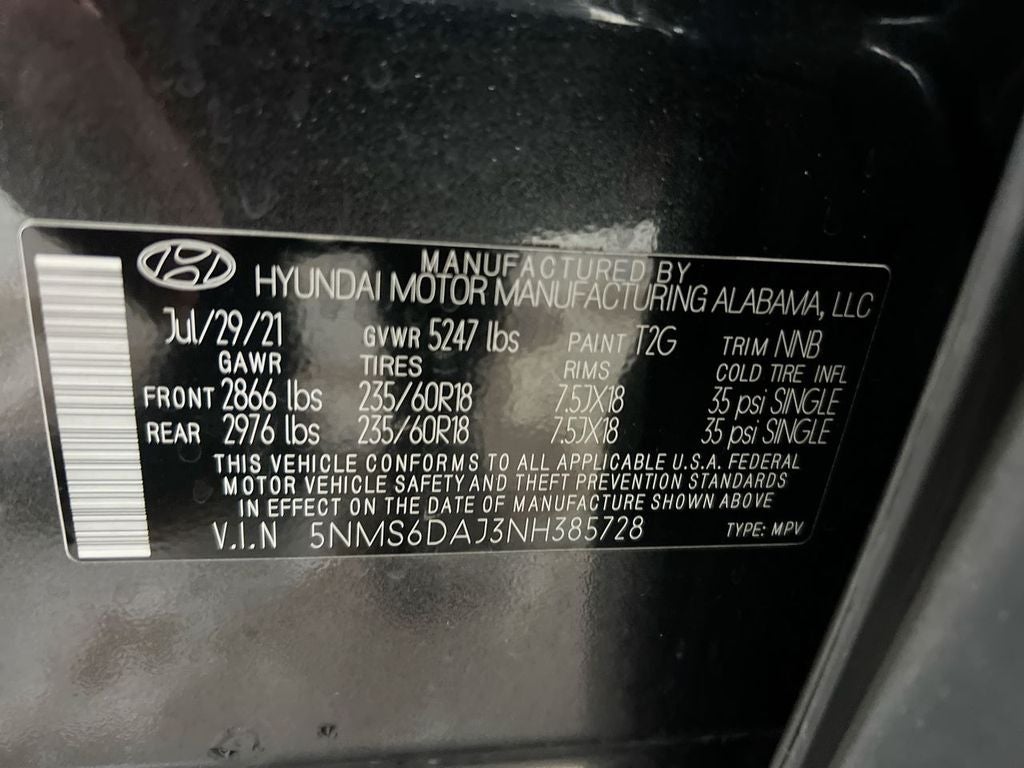 MANUFACTURED BY
HYUNDAI MOTOR MANUFACTURING ALABAMA, LLC
Jul/29/21 GVWR 5247 lbs PAINT T2G TRIM NNB
GAWR TIRES RIMS COLD TIRE INFL
FRONT 2866 lbs 235/60R18 7.5JX18 35 psi SINGLE
REAR 2976 lbs 235/60R18 7.5JX18 35 psi SINGLE
THIS VEHICLE CONFORMS TO ALL APPLICABLE U.S.A. FEDERAL
MOTOR VEHICLE SAFETY AND THEFT PREVENTION STANDARDS
IN EFFECT ON THE DATE OF MANUFACTURE SHOWN ABOVE
V.I.N 5NMS6DAJ3NH385728 TYPE: MPV